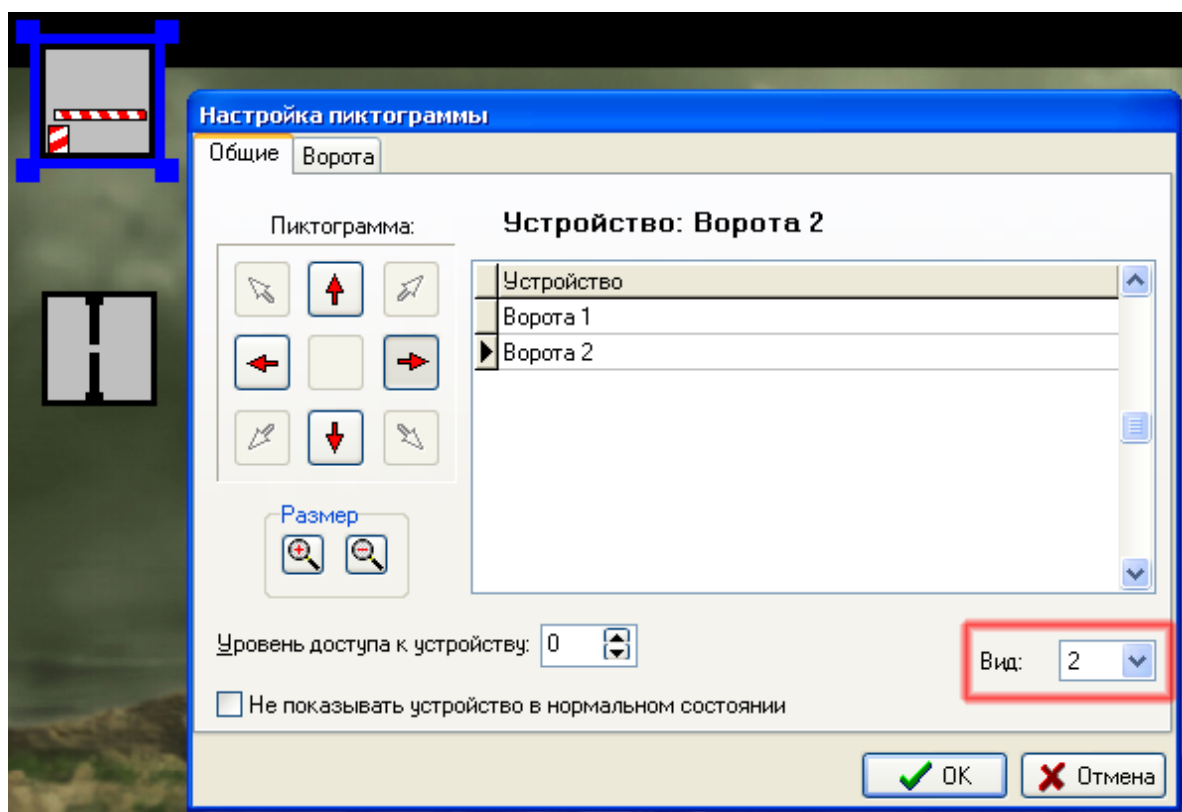 Настройка пиктограммы
Общие
Ворота
Пиктограмма:
Устройство: Ворота 2
Устройство
Ворота 1
Ворота 2
Размер
Уровень доступа к устройству: 0
Вид: 2
Не показывать устройство в нормальном состоянии
OK
Отмена